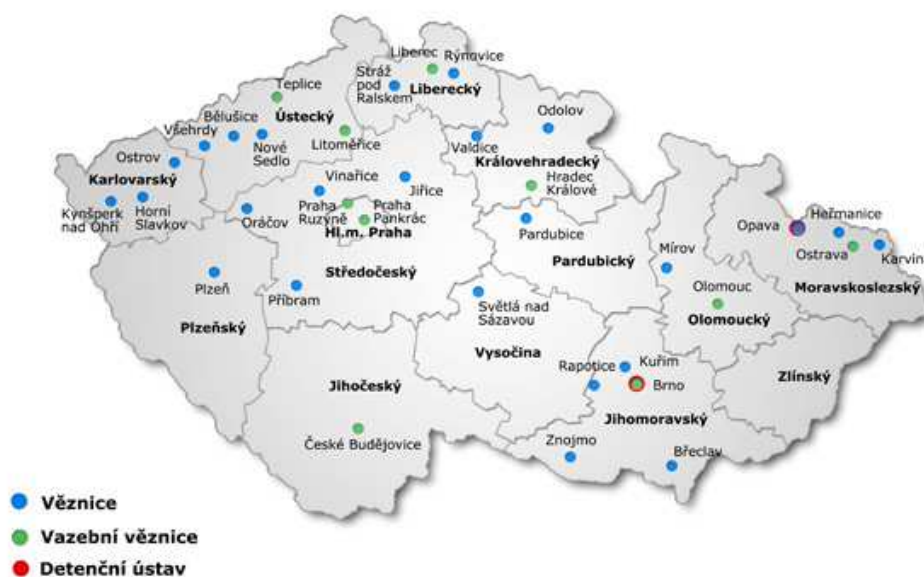 Liberec
Rýnovice
Stráž
pod
Ralskem
Liberecký
Teplice
Ústecký
Bělušice
Všehrdy
Nové
Sedlo
Litoměřice
Odolov
Valdice
Královehradecký
Hradec
Králové
Ostrov
Karlovarský
Kynšperk
nad Ohří
Horní
Slavkov
Vinařice
Jiřice
Oráčov
Praha
Ruzýně
Praha
Pankrác
Hl.m. Praha
Středočeský
Pardubice
Pardubický
Mírov
Opava
Heřmanice
Ostrava
Karvin
Moravskoslezský
Olomouc
Olomoucký
Plzeň
Plzeňský
Příbram
Světlá nad
Sázavou
Vysočina
Zlínský
Rapotice
Kuřim
Brno
Jihomoravský
Jihočeský
České Budějovice
Znojmo
Břeclav
Věznice
Vazební věznice
Detenční ústav